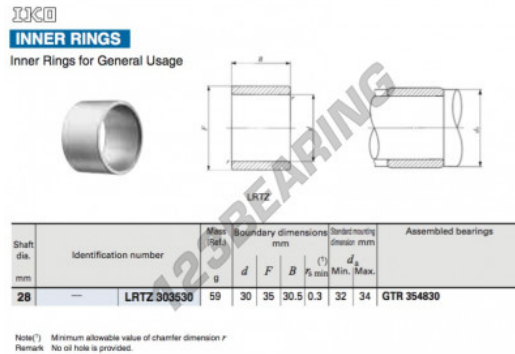 IKO
INNER RINGS
Inner Rings for General Usage
B
F
r
r
d
dₐ
LRTZ
123BEARING
Shaft dia. mm
Identification number
Mass (Ref.) g
Boundary dimensions mm
d F B rₛ min(¹)
Standard mounting dimension mm
dₐ
Min. Max.
Assembled bearings
28 — LRTZ 303530 59 30 35 30.5 0.3 32 34 GTR 354830
Note(¹) Minimum allowable value of chamfer dimension r
Remark No oil hole is provided.